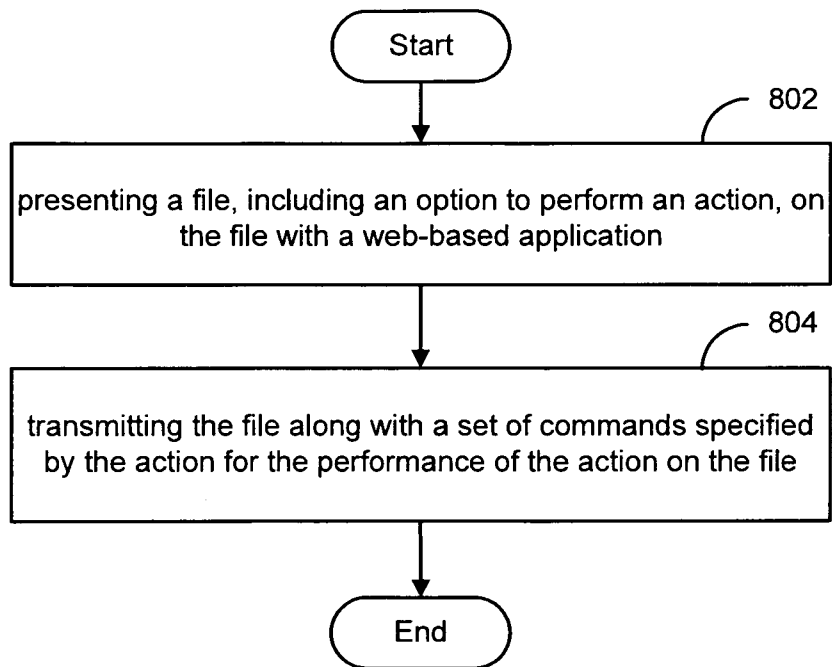 Start
802
presenting a file, including an option to perform an action, on
the file with a web-based application
804
transmitting the file along with a set of commands specified
by the action for the performance of the action on the file
End